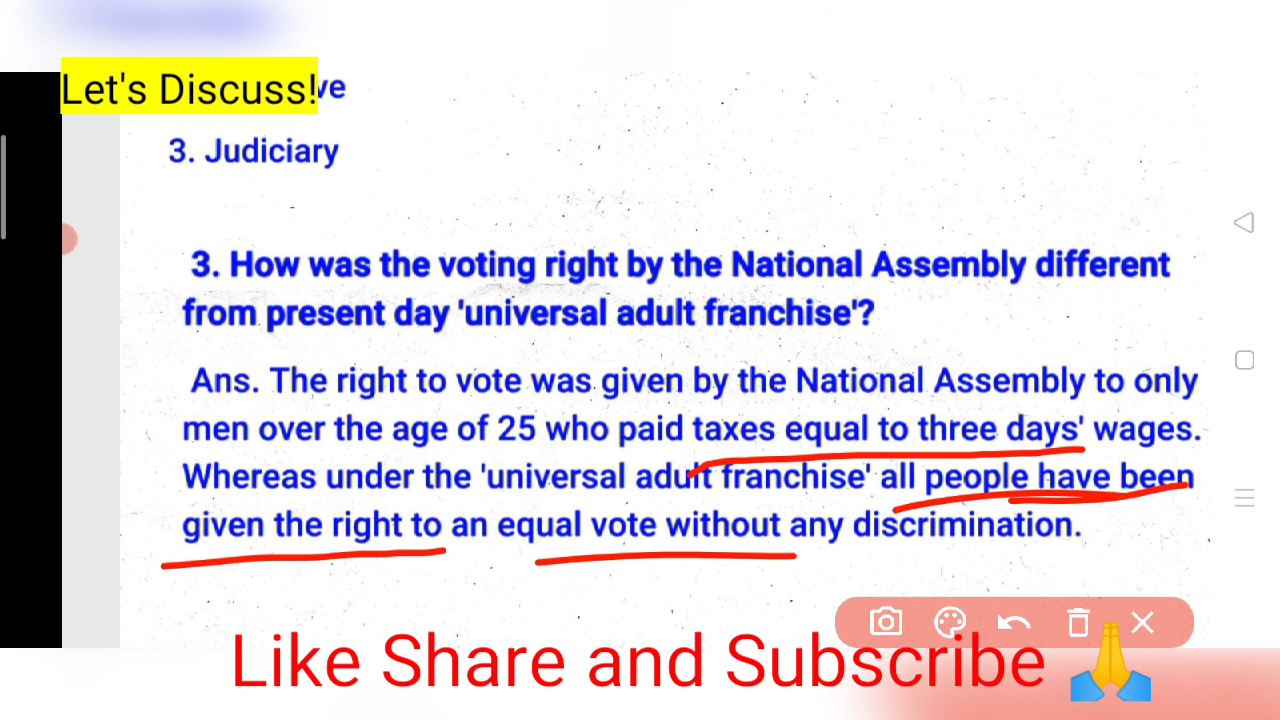 Let's Discuss!ve
3. Judiciary
3. How was the voting right by the National Assembly different
from present day 'universal adult franchise'?
Ans. The right to vote was given by the National Assembly to only
men over the age of 25 who paid taxes equal to three days' wages.
Whereas under the 'universal adult franchise' all people have been
given the right to an equal vote without any discrimination.
Like Share and Subscribe 🙏